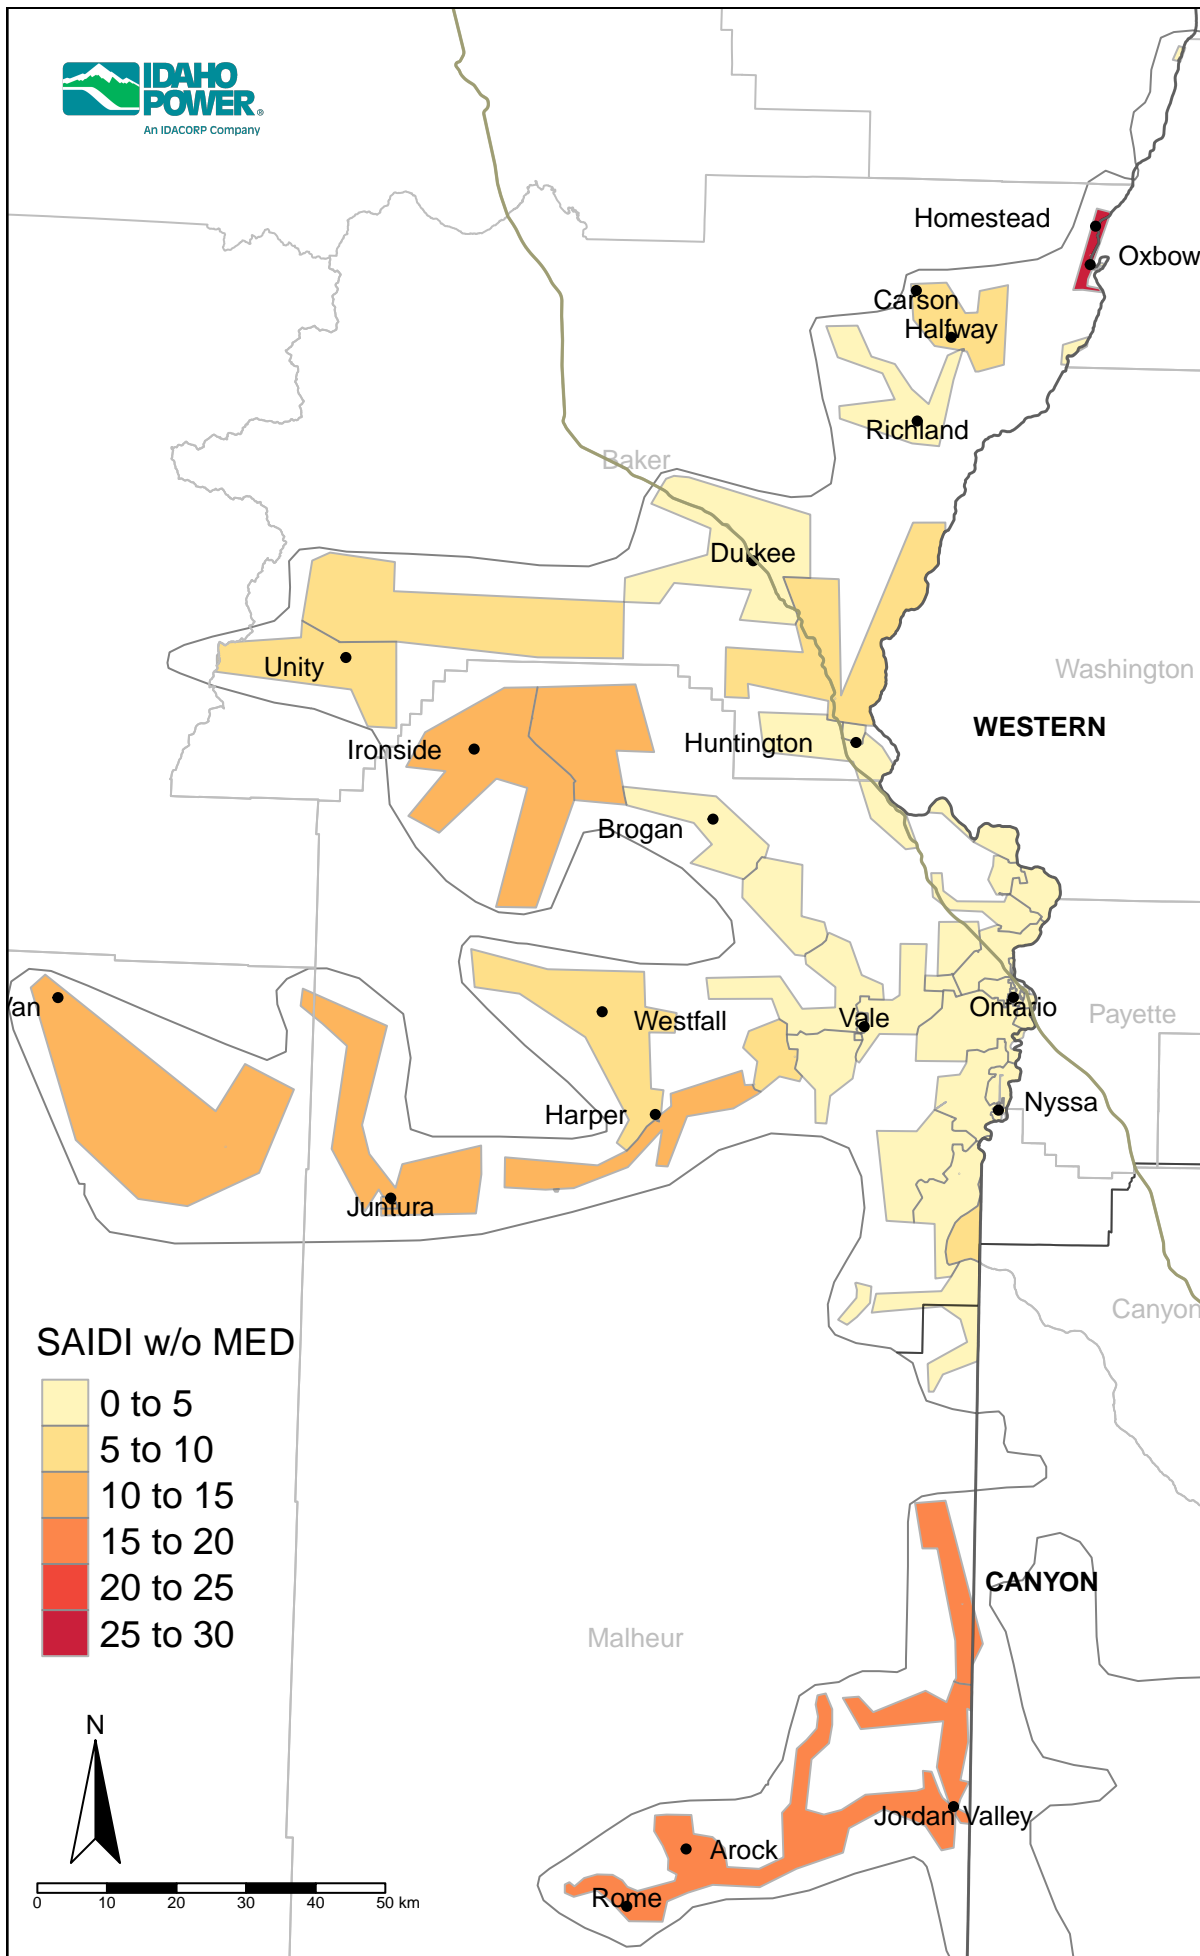 IDAHO
POWER®
An IDACORP Company
Homestead
Oxbow
Carson
Halfway
Richland
Baker
Durkee
Washington
Unity
WESTERN
Ironside
Huntington
Brogan
Westfall
Vale
Ontario
Payette
Harper
Nyssa
Juntura
Canyon
SAIDI w/o MED
0 to 5
5 to 10
10 to 15
15 to 20
20 to 25
25 to 30
CANYON
Malheur
N
Jordan Valley
Arock
Rome
0 10 20 30 40 50 km